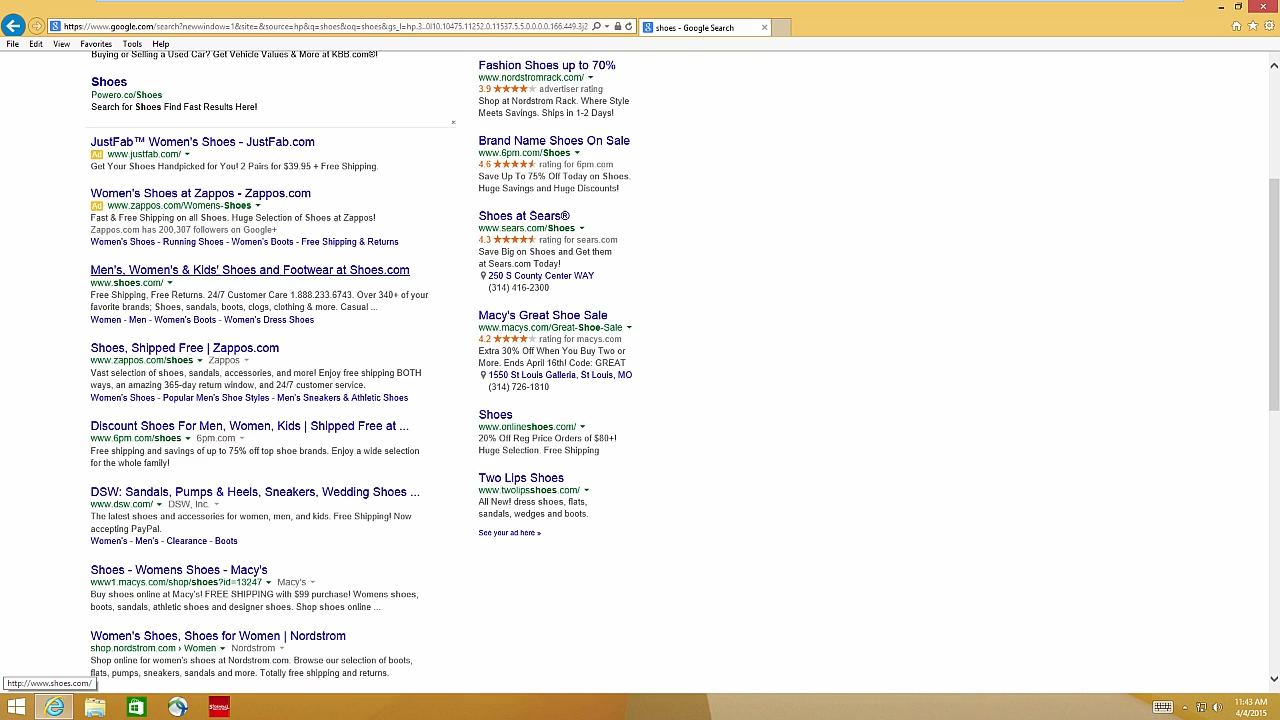 https://www.google.com/search?newwindow=1&site=&source=hp&q=shoes&oq=shoes&gs_l=hp.3..0l10.10475.11252.0.11537.5.5.0.0.0.0.166.449.3j2
shoes - Google Search
File Edit View Favorites Tools Help
Buying or Selling a Used Car? Get Vehicle Values & More at KBB.com®!
Shoes
Powero.co/Shoes
Search for Shoes Find Fast Results Here!
JustFab™ Women's Shoes - JustFab.com
Ad www.justfab.com/
Get Your Shoes Handpicked for You! 2 Pairs for $39.95 + Free Shipping.
Women's Shoes at Zappos - Zappos.com
Ad www.zappos.com/Womens-Shoes
Fast & Free Shipping on all Shoes. Huge Selection of Shoes at Zappos!
Zappos.com has 200,307 followers on Google+
Women's Shoes - Running Shoes - Women's Boots - Free Shipping & Returns
Men's, Women's & Kids' Shoes and Footwear at Shoes.com
www.shoes.com/
Free Shipping, Free Returns. 24/7 Customer Care 1.888.233.6743. Over 340+ of your
favorite brands; Shoes, sandals, boots, clogs, clothing & more. Casual ...
Women - Men - Women's Boots - Women's Dress Shoes
Shoes, Shipped Free | Zappos.com
www.zappos.com/shoes Zappos
Vast selection of shoes, sandals, accessories, and more! Enjoy free shipping BOTH
ways, an amazing 365-day return window, and 24/7 customer service.
Women's Shoes - Popular Men's Shoe Styles - Men's Sneakers & Athletic Shoes
Discount Shoes For Men, Women, Kids | Shipped Free at ...
www.6pm.com/shoes 6pm.com
Free shipping and savings of up to 75% off top shoe brands. Enjoy a wide selection
for the whole family!
DSW: Sandals, Pumps & Heels, Sneakers, Wedding Shoes ...
www.dsw.com/ DSW, Inc.
The latest shoes and accessories for women, men, and kids. Free Shipping! Now
accepting PayPal.
Women's - Men's - Clearance - Boots
Shoes - Womens Shoes - Macy's
www1.macys.com/shop/shoes?id=13247 Macy's
Buy shoes online at Macy's! FREE SHIPPING with $99 purchase! Womens shoes,
boots, sandals, athletic shoes and designer shoes. Shop shoes online ...
Women's Shoes, Shoes for Women | Nordstrom
shop.nordstrom.com › Women Nordstrom
Shop online for women's shoes at Nordstrom.com. Browse our selection of boots,
flats, pumps, sneakers, sandals and more. Totally free shipping and returns.
Fashion Shoes up to 70%
www.nordstromrack.com/
3.9 advertiser rating
Shop at Nordstrom Rack. Where Style
Meets Savings. Ships in 1-2 Days!
Brand Name Shoes On Sale
www.6pm.com/Shoes
4.6 rating for 6pm.com
Save Up To 75% Off Today on Shoes.
Huge Savings and Huge Discounts!
Shoes at Sears®
www.sears.com/Shoes
4.3 rating for sears.com
Save Big on Shoes and Get them
at Sears.com Today!
250 S County Center WAY
(314) 416-2300
Macy's Great Shoe Sale
www.macys.com/Great-Shoe-Sale
4.2 rating for macys.com
Extra 30% Off When You Buy Two or
More. Ends April 16th! Code: GREAT
1550 St Louis Galleria, St Louis, MO
(314) 726-1810
Shoes
www.onlineshoes.com/
20% Off Reg Price Orders of $80+!
Huge Selection. Free Shipping
Two Lips Shoes
www.twolipsshoes.com/
All New! dress shoes, flats,
sandals, wedges and boots.
See your ad here »
http://www.shoes.com/
11:43 AM
4/4/2015